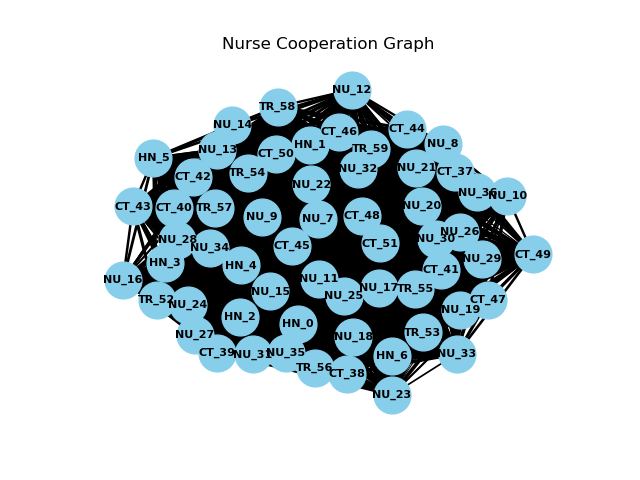 Nurse Cooperation Graph
NU_12
TR_58
NU_14
CT_46
CT_44
NU_8
HN_1
TR_59
NU_13
CT_50
HN_5
NU_32
NU_21
CT_37
TR_54
CT_42
NU_22
NU_36
NU_10
CT_43
CT_40
TR_57
NU_9
NU_7
CT_48
NU_20
NU_28
NU_34
CT_45
CT_51
NU_30
NU_26
CT_49
HN_3
HN_4
NU_29
CT_41
NU_16
NU_11
NU_15
NU_25
NU_17
TR_55
TR_52
NU_24
CT_47
NU_19
HN_2
HN_0
NU_27
NU_18
TR_53
CT_39
NU_31
NU_35
HN_6
NU_33
TR_56
CT_38
NU_23